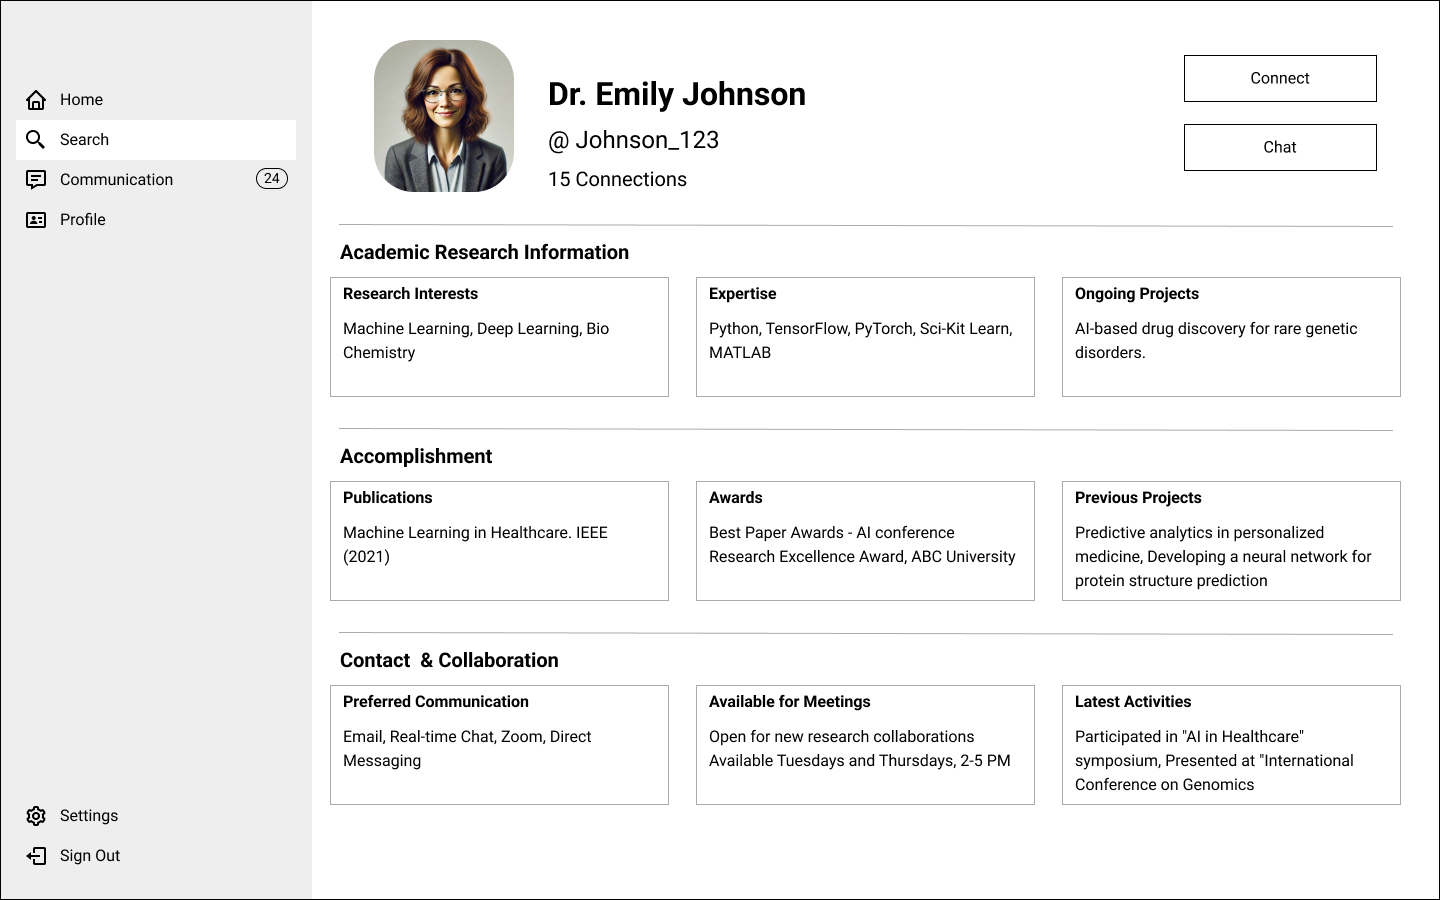 Home
Search
Communication 24
Profile
Settings
Sign Out
Dr. Emily Johnson
@ Johnson_123
15 Connections
Connect
Chat
Academic Research Information
Research Interests
Machine Learning, Deep Learning, Bio
Chemistry
Expertise
Python, TensorFlow, PyTorch, Sci-Kit Learn,
MATLAB
Ongoing Projects
AI-based drug discovery for rare genetic
disorders.
Accomplishment
Publications
Machine Learning in Healthcare. IEEE
(2021)
Awards
Best Paper Awards - AI conference
Research Excellence Award, ABC University
Previous Projects
Predictive analytics in personalized
medicine, Developing a neural network for
protein structure prediction
Contact  & Collaboration
Preferred Communication
Email, Real-time Chat, Zoom, Direct
Messaging
Available for Meetings
Open for new research collaborations
Available Tuesdays and Thursdays, 2-5 PM
Latest Activities
Participated in "AI in Healthcare"
symposium, Presented at "International
Conference on Genomics